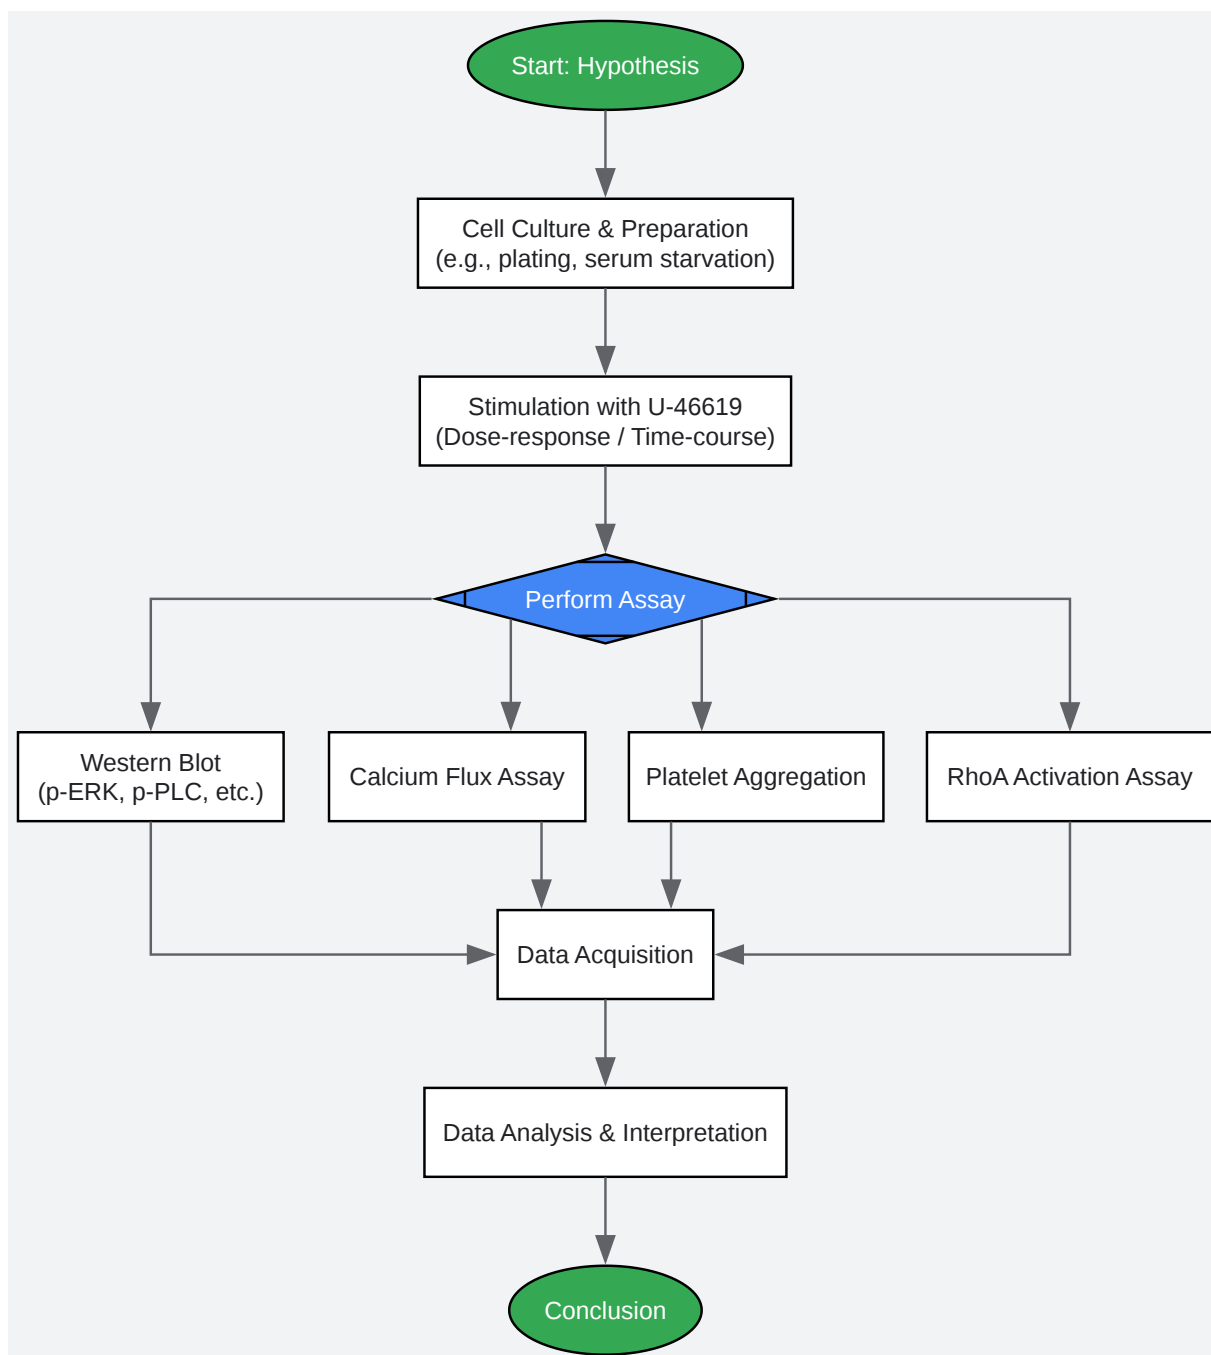 Start: Hypothesis
Cell Culture & Preparation
(e.g., plating, serum starvation)
Stimulation with U-46619
(Dose-response / Time-course)
Perform Assay
Western Blot
(p-ERK, p-PLC, etc.)
Calcium Flux Assay
Platelet Aggregation
RhoA Activation Assay
Data Acquisition
Data Analysis & Interpretation
Conclusion